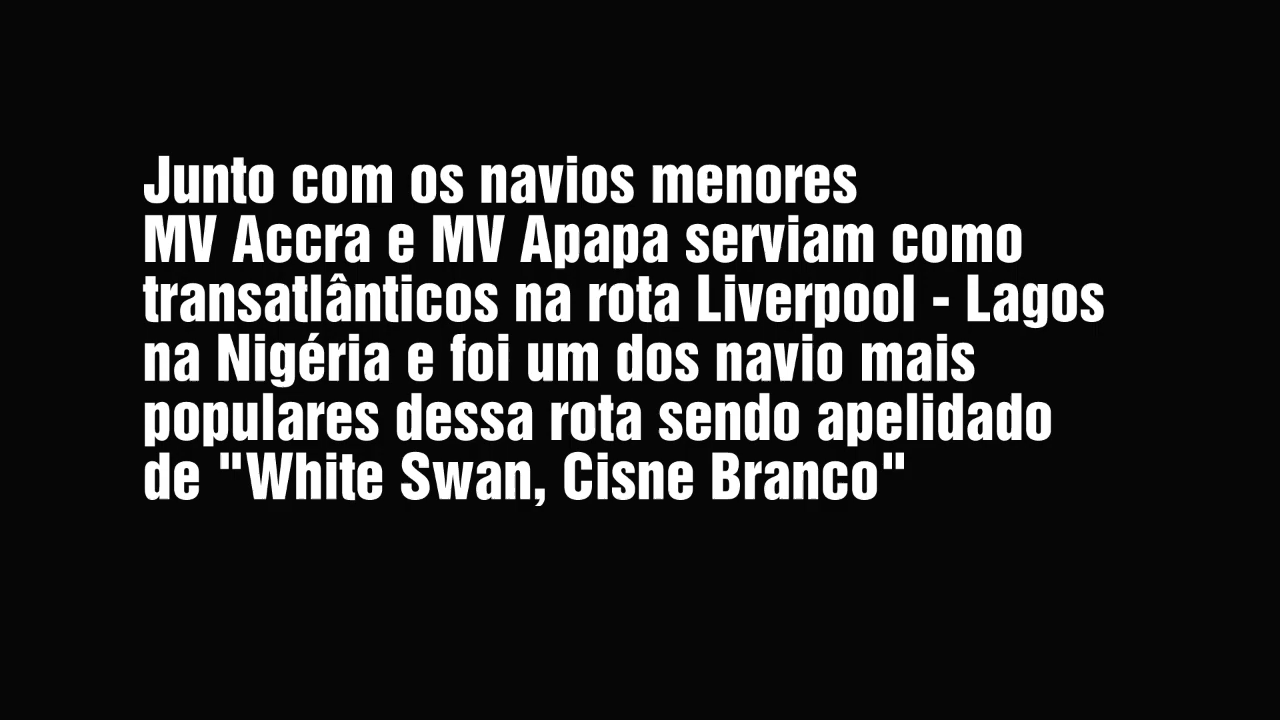 Junto com os navios menores
MV Accra e MV Apapa serviam como
transatlânticos na rota Liverpool - Lagos
na Nigéria e foi um dos navio mais
populares dessa rota sendo apelidado
de "White Swan, Cisne Branco"